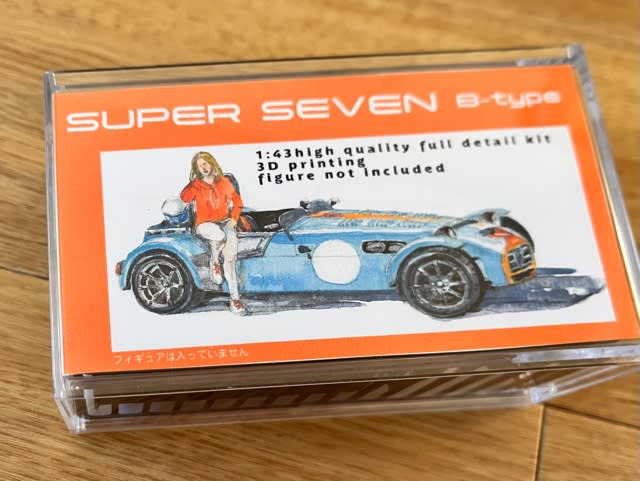 SUPER SEVEN B-type
1:43high quality full detail kit
3D printing
figure not included
フィギュアは入っていません